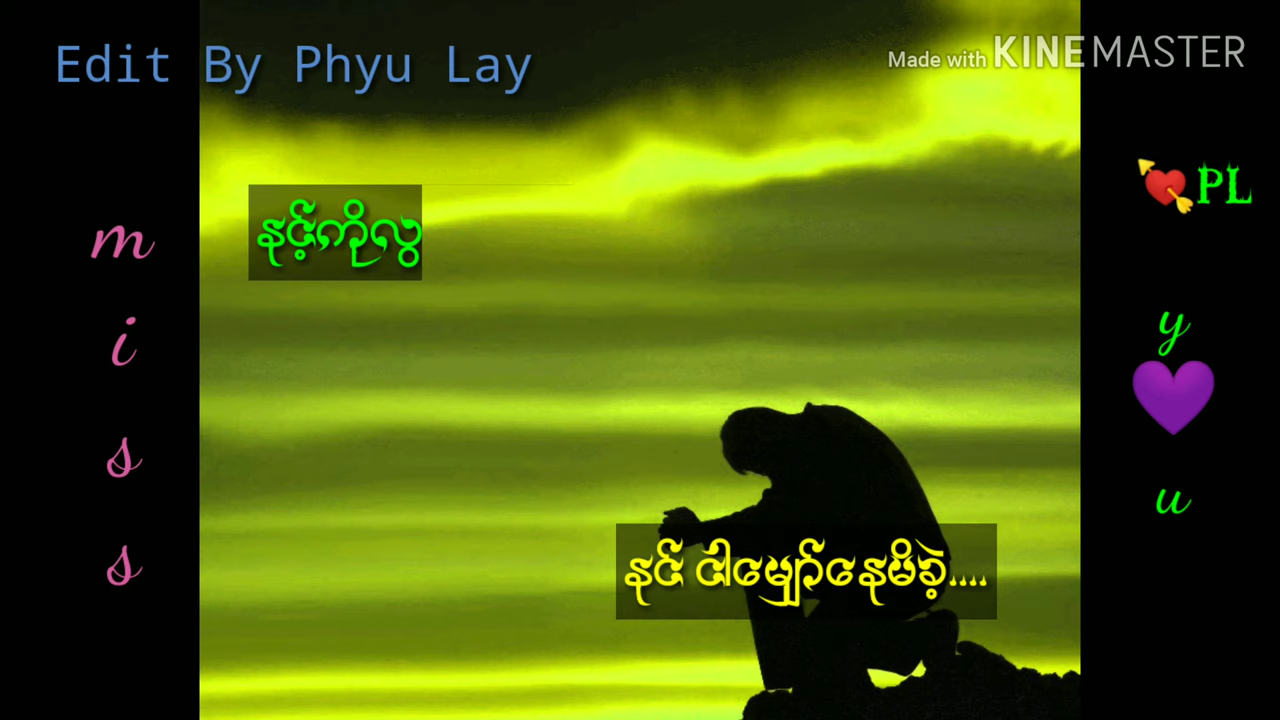 Edit By Phyu Lay
Made with KINEMASTER
💘PL
m
i
s
s
y
💜
u
နင့်ကိုလွ
နင် ငါမျှော်နေမိခဲ့....